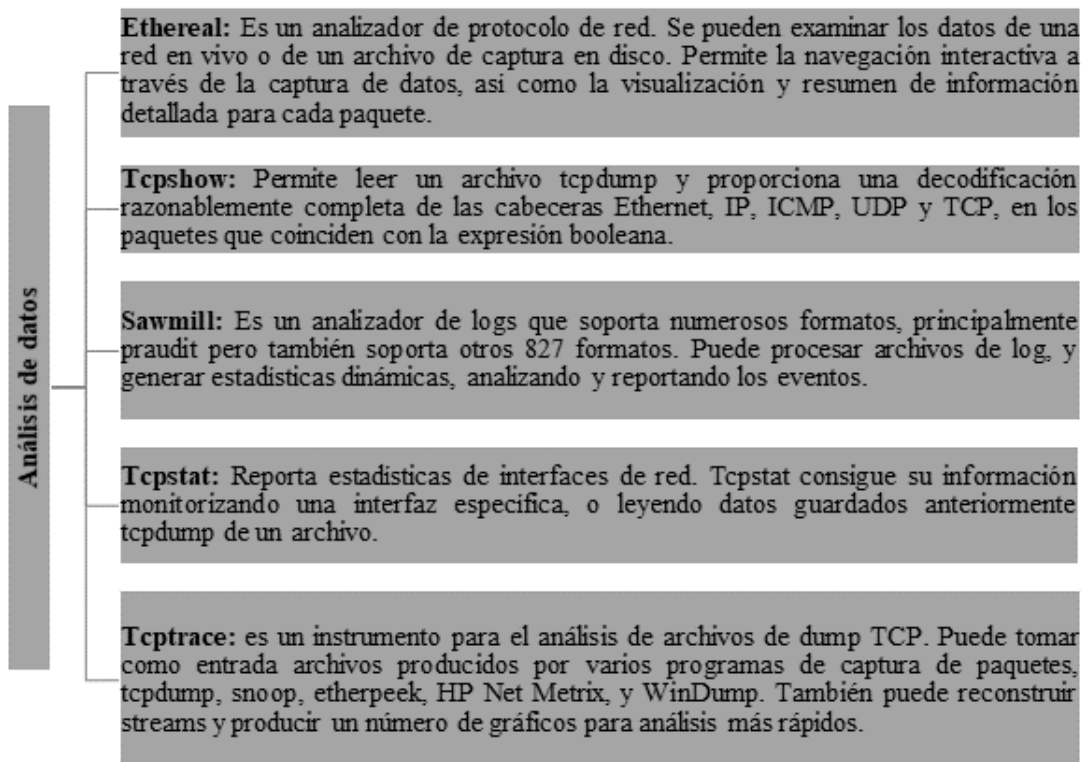 Análisis de datos
Ethereal: Es un analizador de protocolo de red. Se pueden examinar los datos de una
red en vivo o de un archivo de captura en disco. Permite la navegación interactiva a
través de la captura de datos, así como la visualización y resumen de información
detallada para cada paquete.
Tcpshow: Permite leer un archivo tcpdump y proporciona una decodificación
razonablemente completa de las cabeceras Ethernet, IP, ICMP, UDP y TCP, en los
paquetes que coinciden con la expresión booleana.
Sawmill: Es un analizador de logs que soporta numerosos formatos, principalmente
praudit pero también soporta otros 827 formatos. Puede procesar archivos de log, y
generar estadísticas dinámicas, analizando y reportando los eventos.
Tcpstat: Reporta estadísticas de interfaces de red. Tcpstat consigue su información
monitorizando una interfaz específica, o leyendo datos guardados anteriormente
tcpdump de un archivo.
Tcptrace: es un instrumento para el análisis de archivos de dump TCP. Puede tomar
como entrada archivos producidos por varios programas de captura de paquetes,
tcpdump, snoop, etherpeek, HP Net Metrix, y WinDump. También puede reconstruir
streams y producir un número de gráficos para análisis más rápidos.